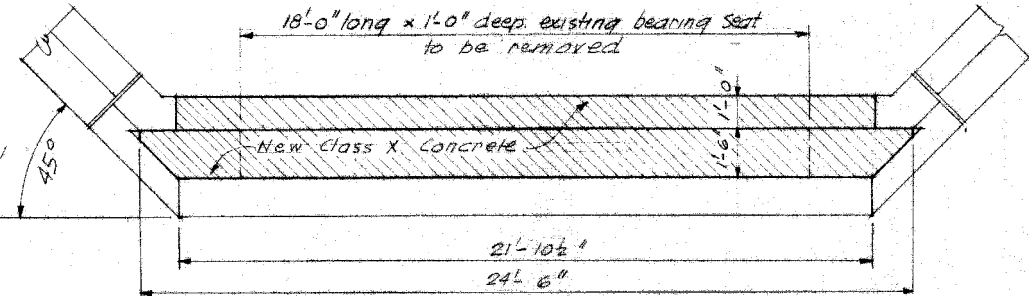 18'-0" long x 1'-0" deep existing bearing seat
to be removed
1'-0"
45°
New Class X Concrete
1'-6"
21'-10½"
24'-6"